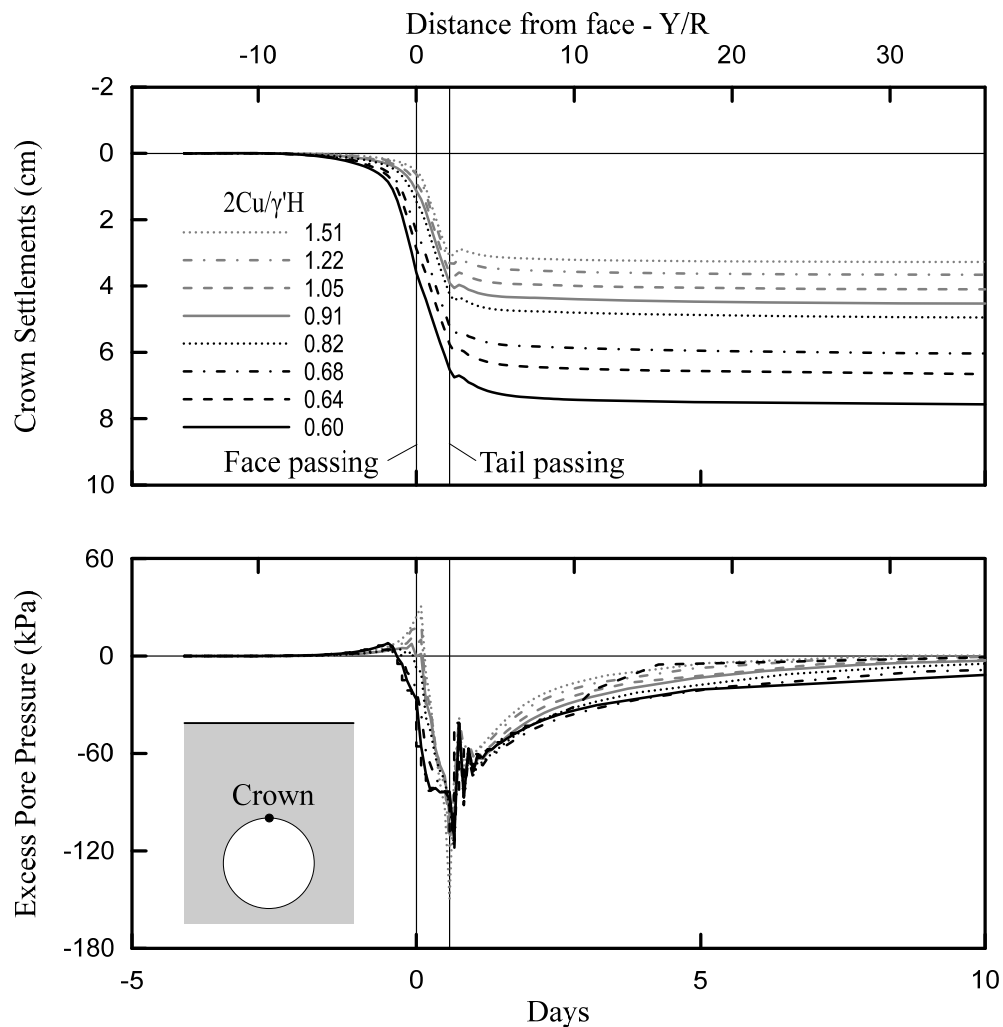 Distance from face - Y/R
-10 0 10 20 30
-2
0
2
4
6
8
10
Crown Settlements (cm)
2Cu/γ'H
1.51
1.22
1.05
0.91
0.82
0.68
0.64
0.60
Face passing
Tail passing
60
0
-60
-120
-180
Excess Pore Pressure (kPa)
Crown
-5 0 5 10
Days